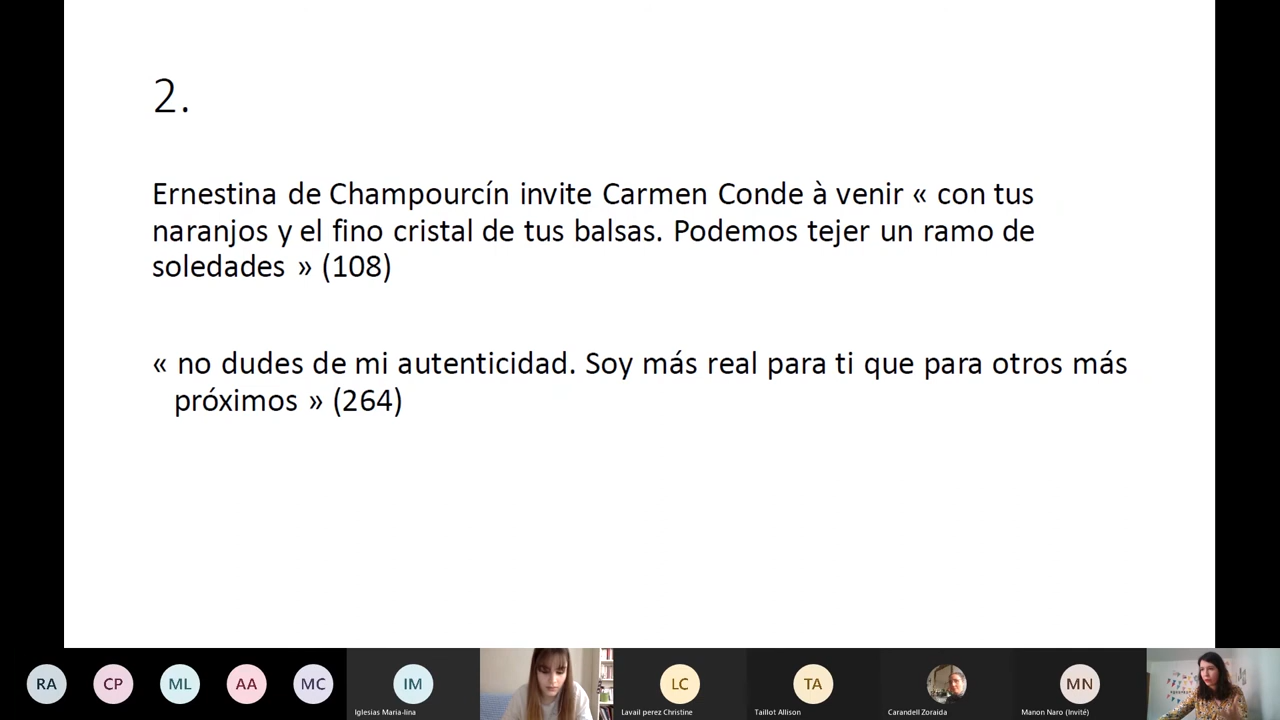 2.
Ernestina de Champourcín invite Carmen Conde à venir « con tus
naranjos y el fino cristal de tus balsas. Podemos tejer un ramo de
soledades » (108)
« no dudes de mi autenticidad. Soy más real para ti que para otros más
próximos » (264)
RA CP ML AA MC IM LC TA MN
Iglesias Maria-lina Lavail perez Christine Taillot Allison Carandell Zoraida Manon Naro (Invité)